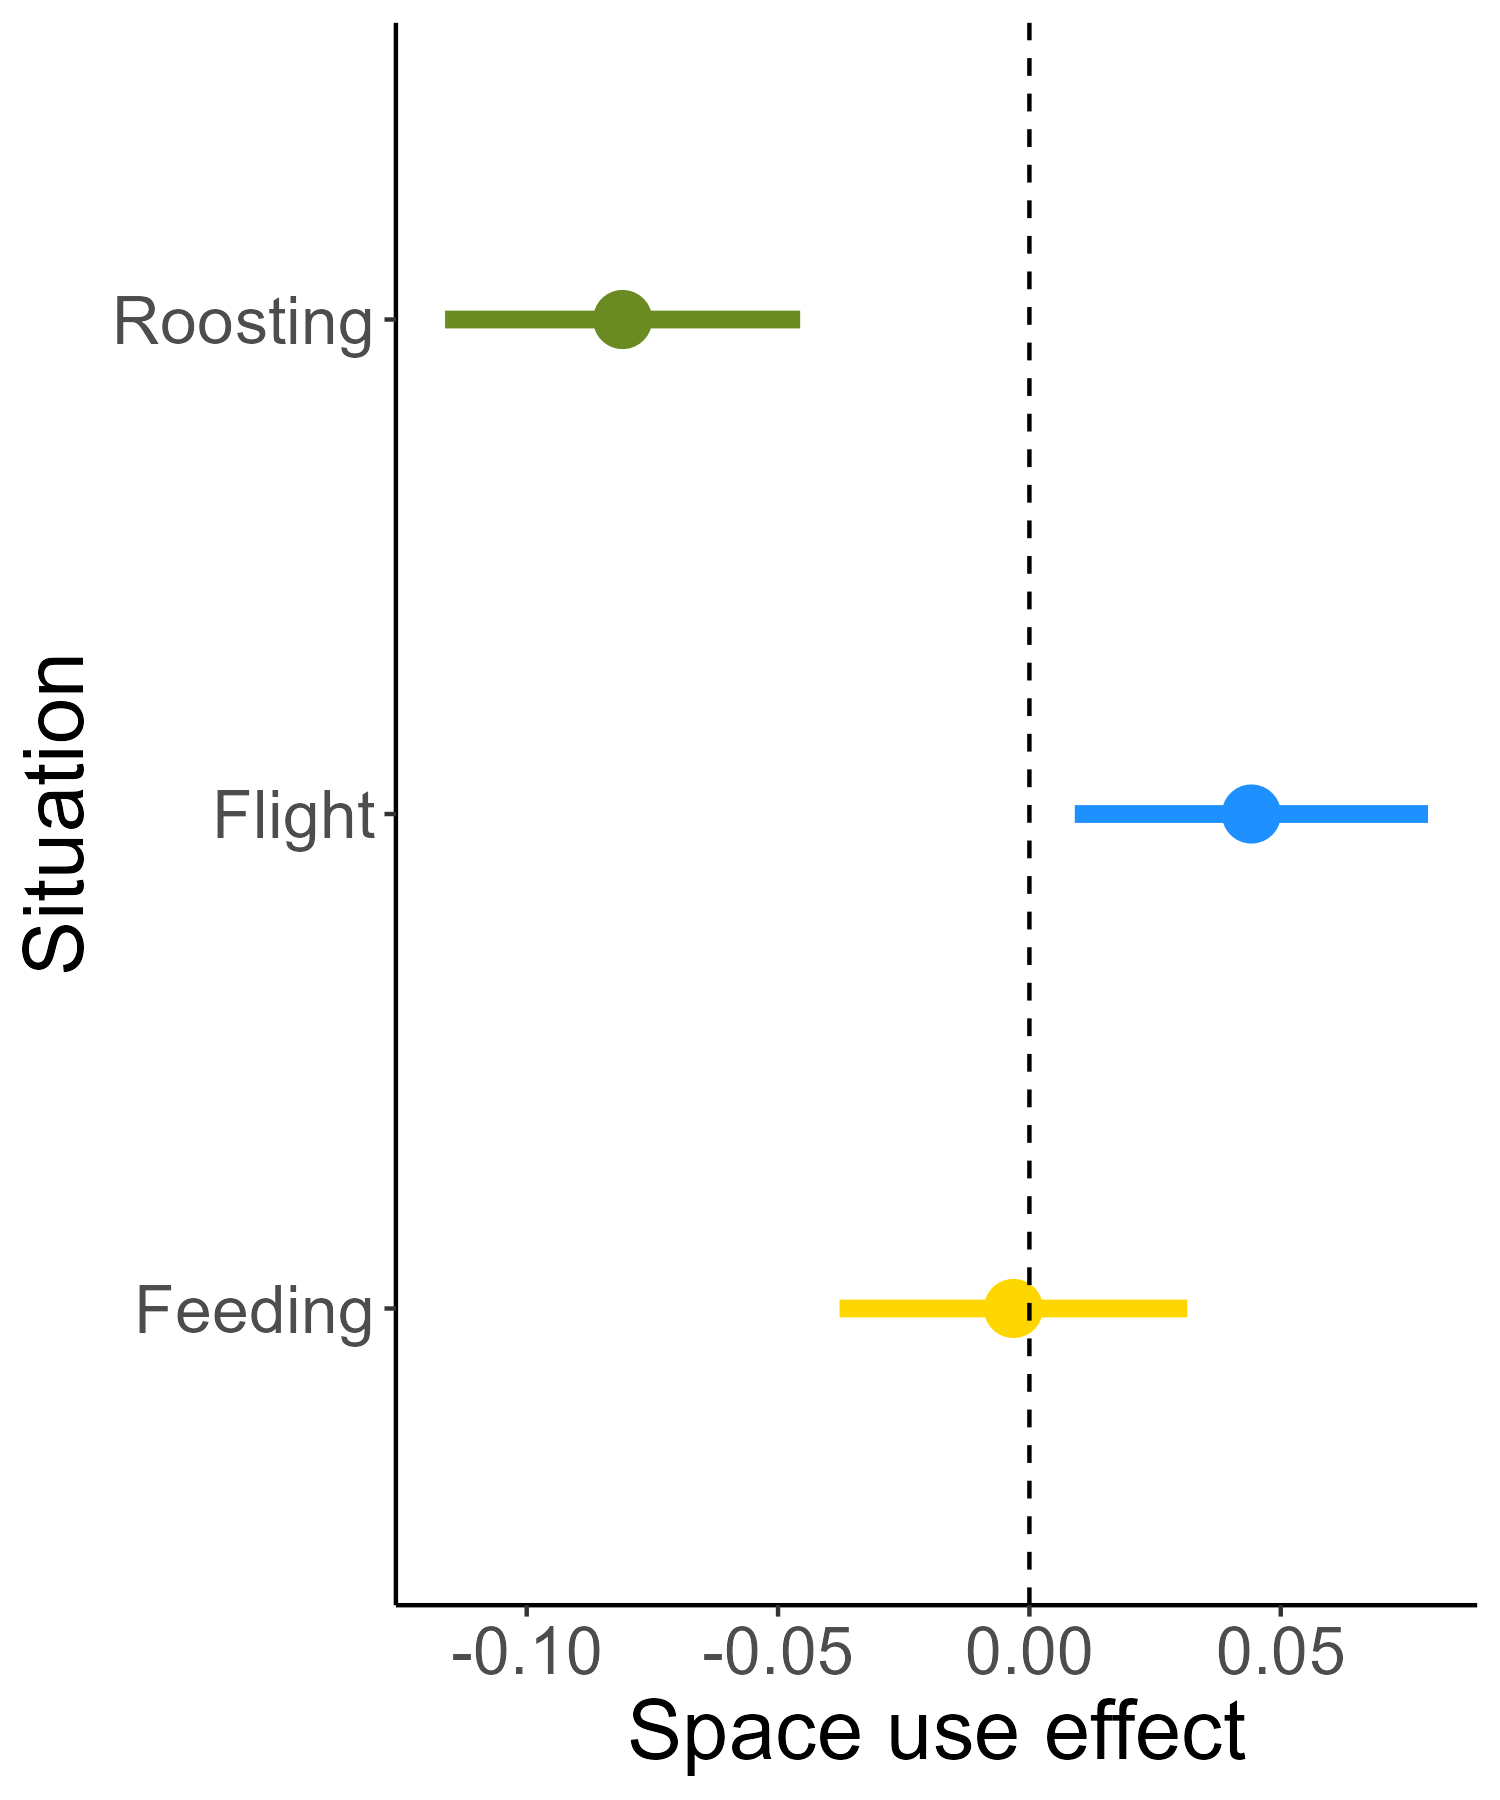 Situation
Roosting
Flight
Feeding
-0.10 -0.05 0.00 0.05
Space use effect